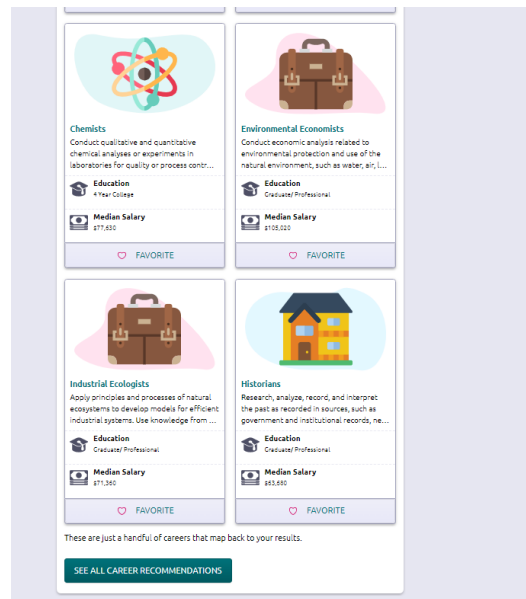 Chemists
Conduct qualitative and quantitative
chemical analyses or experiments in
laboratories for quality or process contr...
Education
4 Year College
Median Salary
$77,630
FAVORITE
Environmental Economists
Conduct economic analysis related to
environmental protection and use of the
natural environment, such as water, air, l...
Education
Graduate/ Professional
Median Salary
$105,020
FAVORITE
Industrial Ecologists
Apply principles and processes of natural
ecosystems to develop models for efficient
industrial systems. Use knowledge from ...
Education
Graduate/ Professional
Median Salary
$71,360
FAVORITE
Historians
Research, analyze, record, and interpret
the past as recorded in sources, such as
government and institutional records, ne...
Education
Graduate/ Professional
Median Salary
$63,680
FAVORITE
These are just a handful of careers that map back to your results.
SEE ALL CAREER RECOMMENDATIONS